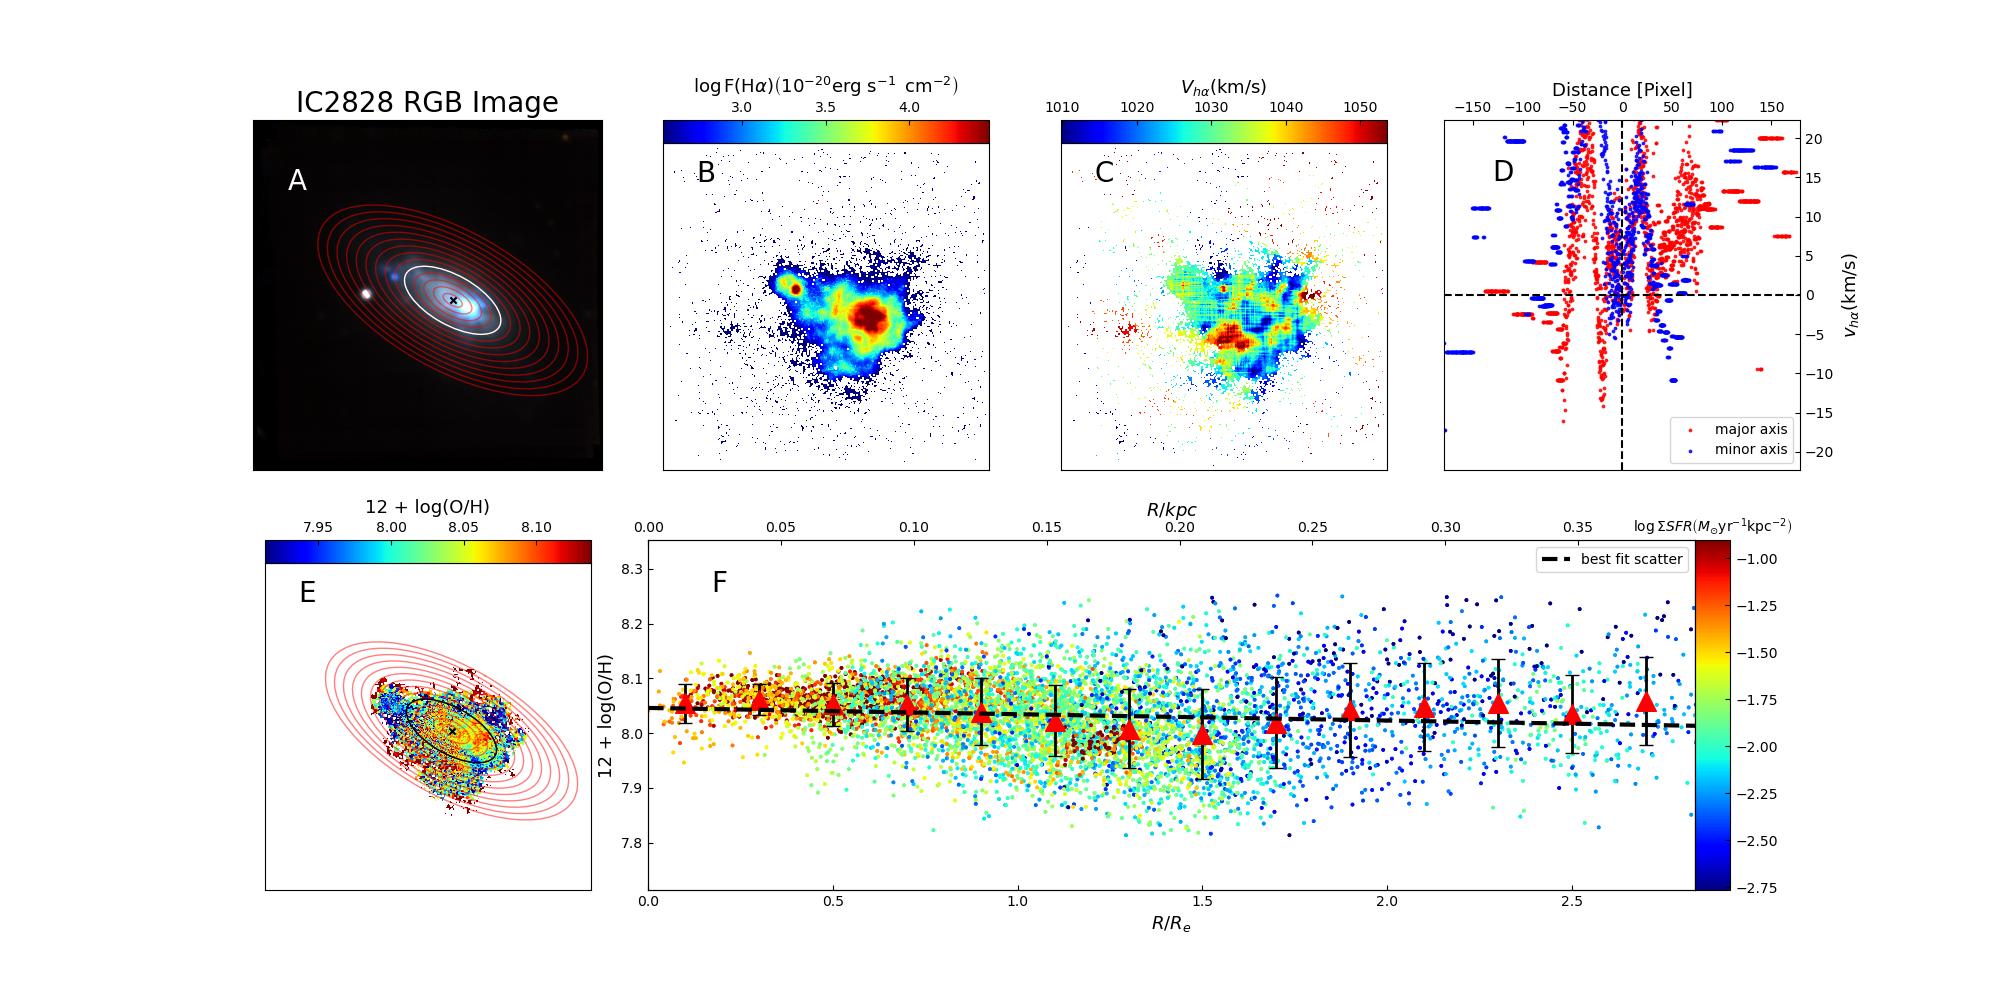 IC2828 RGB Image
A
log F(Hα)(10⁻²⁰erg s⁻¹ cm⁻²)
3.0 3.5 4.0
B
V_{hα}(km/s)
1010 1020 1030 1040 1050
C
Distance [Pixel]
−150 −100 −50 0 50 100 150
D
20
15
10
5
0
−5
−10
−15
−20
v_{hα}(km/s)
major axis
minor axis
12 + log(O/H)
7.95 8.00 8.05 8.10
E
R/kpc
0.00 0.05 0.10 0.15 0.20 0.25 0.30 0.35
log ΣSFR(M⊙yr⁻¹kpc⁻²)
F
best fit scatter
12 + log(O/H)
8.3
8.2
8.1
8.0
7.9
7.8
0.0 0.5 1.0 1.5 2.0 2.5
R/R_e
−1.00
−1.25
−1.50
−1.75
−2.00
−2.25
−2.50
−2.75